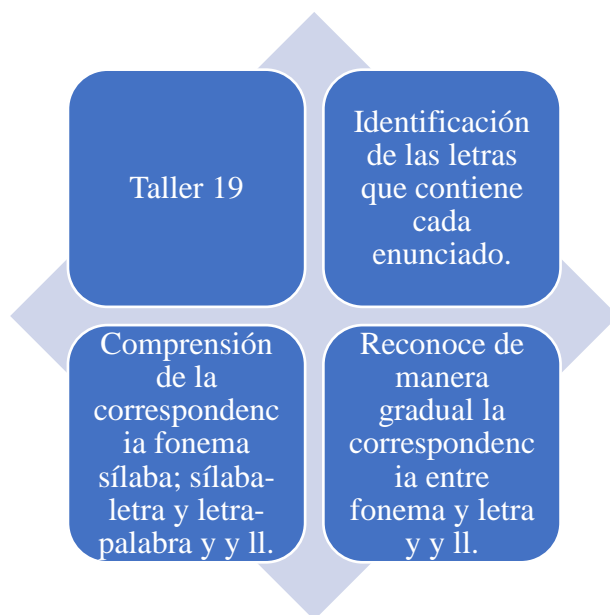 Taller 19
Identificación
de las letras
que contiene
cada
enunciado.
Comprensión
de la
correspondenc
ia fonema
sílaba; sílaba-
letra y letra-
palabra y y ll.
Reconoce de
manera
gradual la
correspondenc
ia entre
fonema y letra
y y ll.